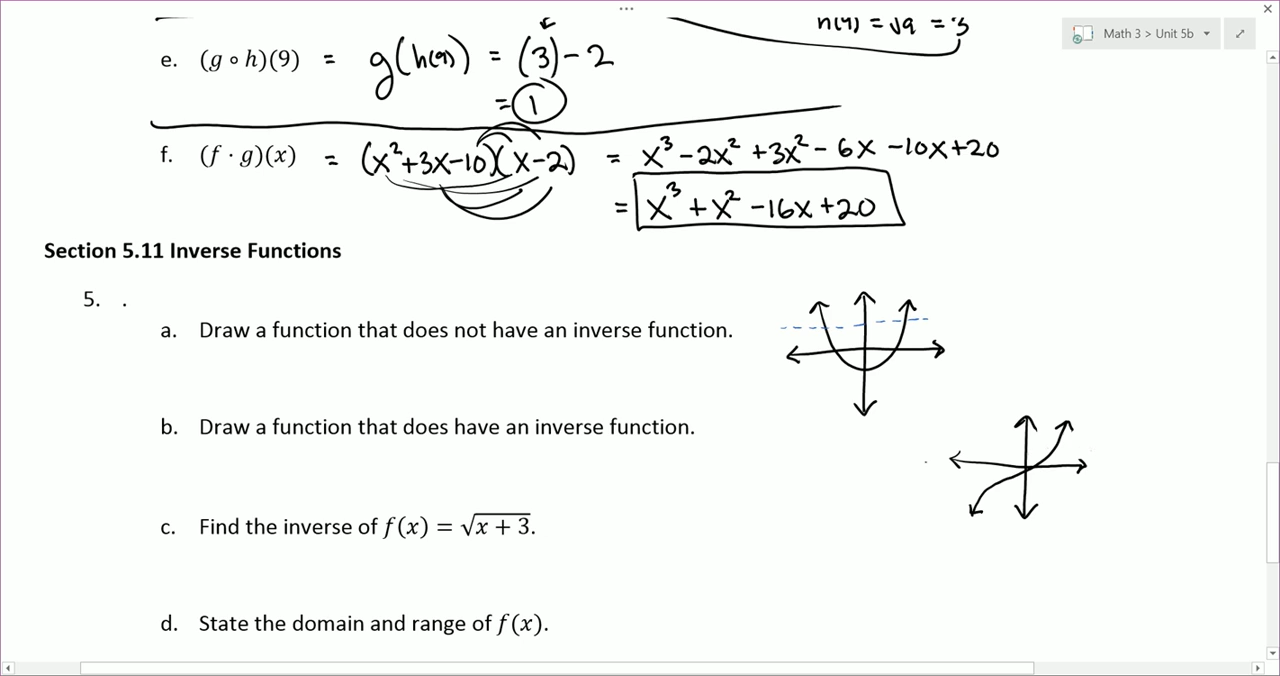 h(9) = √9 = 3
Math 3 > Unit 5b
e. (g ∘ h)(9) = g(h(9)) = (3) - 2
= 1
f. (f · g)(x) = (x²+3x-10)(x-2) = x³ - 2x² + 3x² - 6x - 10x + 20
= x³ + x² - 16x + 20
Section 5.11 Inverse Functions
5. .
a. Draw a function that does not have an inverse function.
b. Draw a function that does have an inverse function.
c. Find the inverse of f(x) = √(x + 3).
d. State the domain and range of f(x).